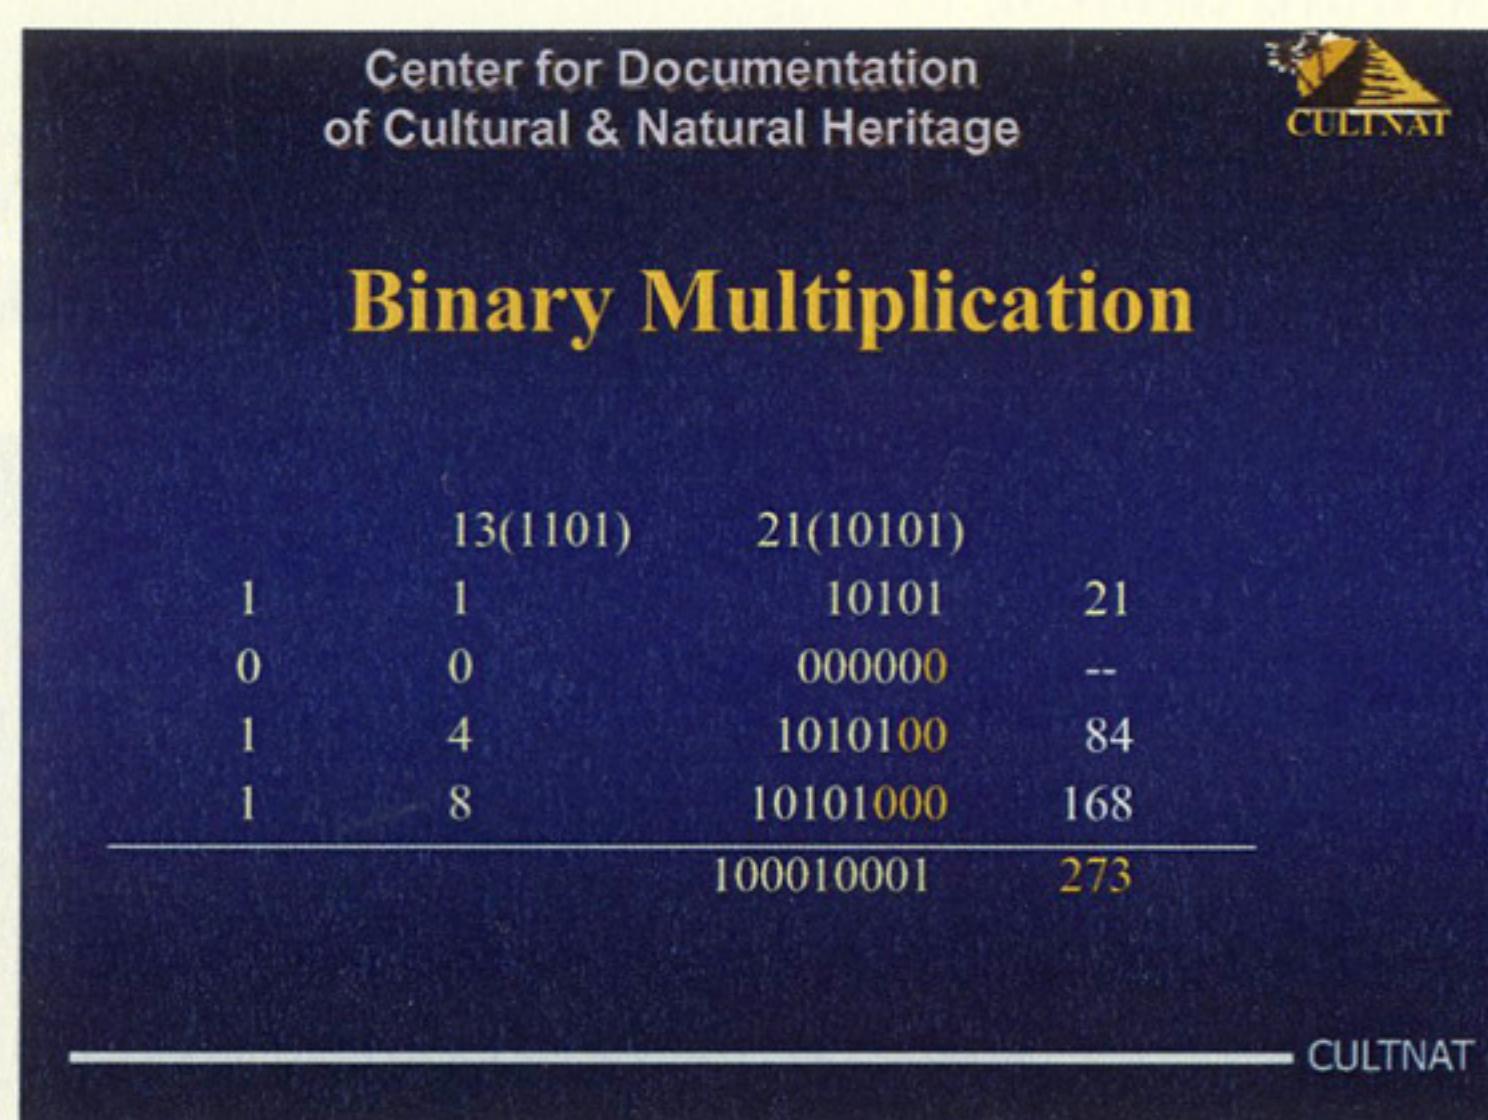 Center for Documentation
of Cultural & Natural Heritage
CULTNAT
Binary Multiplication
13(1101) 21(10101)
1 1 10101 21
0 0 000000 --
1 4 1010100 84
1 8 10101000 168
100010001 273
CULTNAT